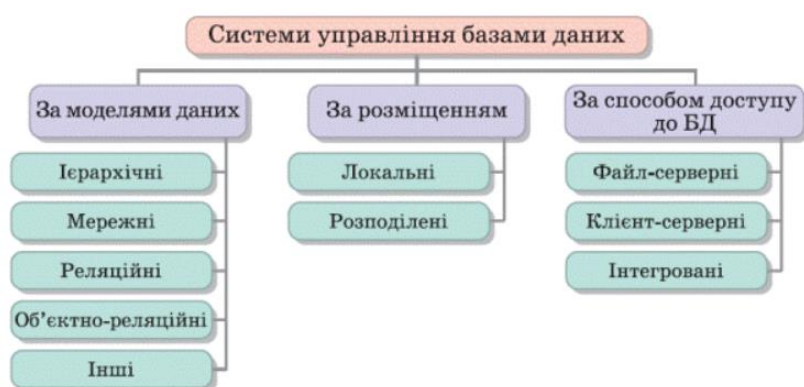 Системи управління базами даних
За моделями даних
Ієрархічні
Мережні
Реляційні
Об’єктно-реляційні
Інші
За розміщенням
Локальні
Розподілені
За способом доступу
до БД
Файл-серверні
Клієнт-серверні
Інтегровані